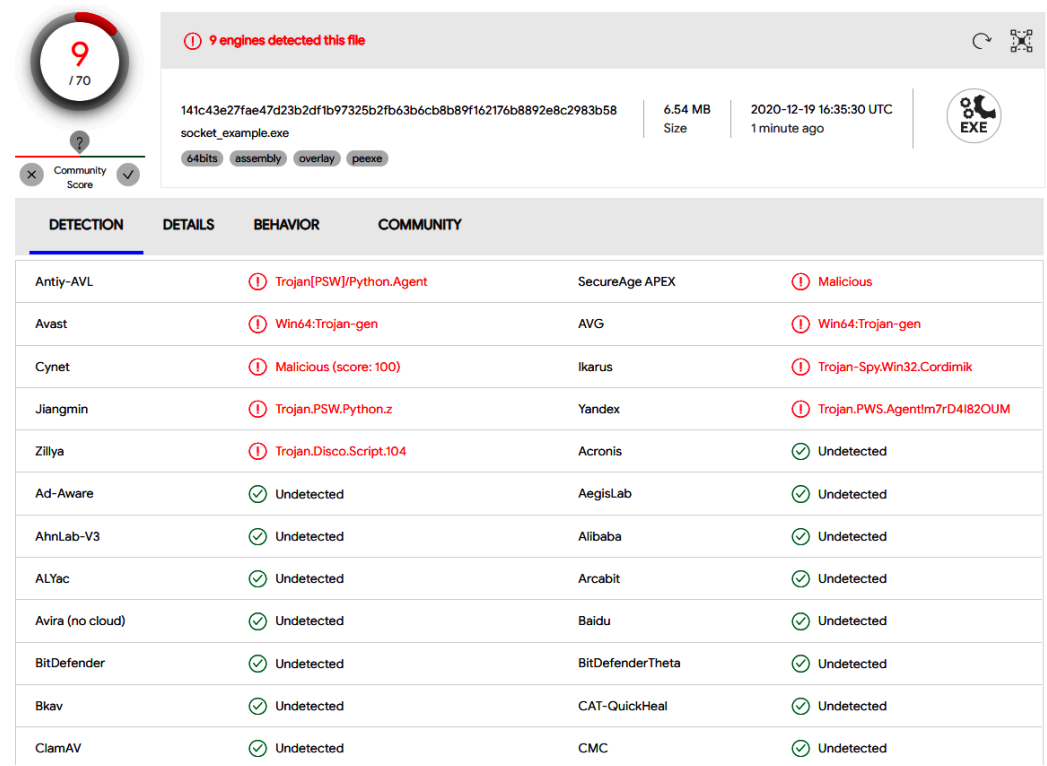 9
/ 70
?
Community
Score
9 engines detected this file
141c43e27fae47d23b2df1b97325b2fb63b6cb8b89f162176b8892e8c2983b58
socket_example.exe
64bits assembly overlay peexe
6.54 MB
Size
2020-12-19 16:35:30 UTC
1 minute ago
EXE
DETECTION DETAILS BEHAVIOR COMMUNITY
Antiy-AVL Trojan[PSW]/Python.Agent SecureAge APEX Malicious
Avast Win64:Trojan-gen AVG Win64:Trojan-gen
Cynet Malicious (score: 100) Ikarus Trojan-Spy.Win32.Cordimik
Jiangmin Trojan.PSW.Python.z Yandex Trojan.PWS.Agent!m7rD4I82OUM
Zillya Trojan.Disco.Script.104 Acronis Undetected
Ad-Aware Undetected AegisLab Undetected
AhnLab-V3 Undetected Alibaba Undetected
ALYac Undetected Arcabit Undetected
Avira (no cloud) Undetected Baidu Undetected
BitDefender Undetected BitDefenderTheta Undetected
Bkav Undetected CAT-QuickHeal Undetected
ClamAV Undetected CMC Undetected